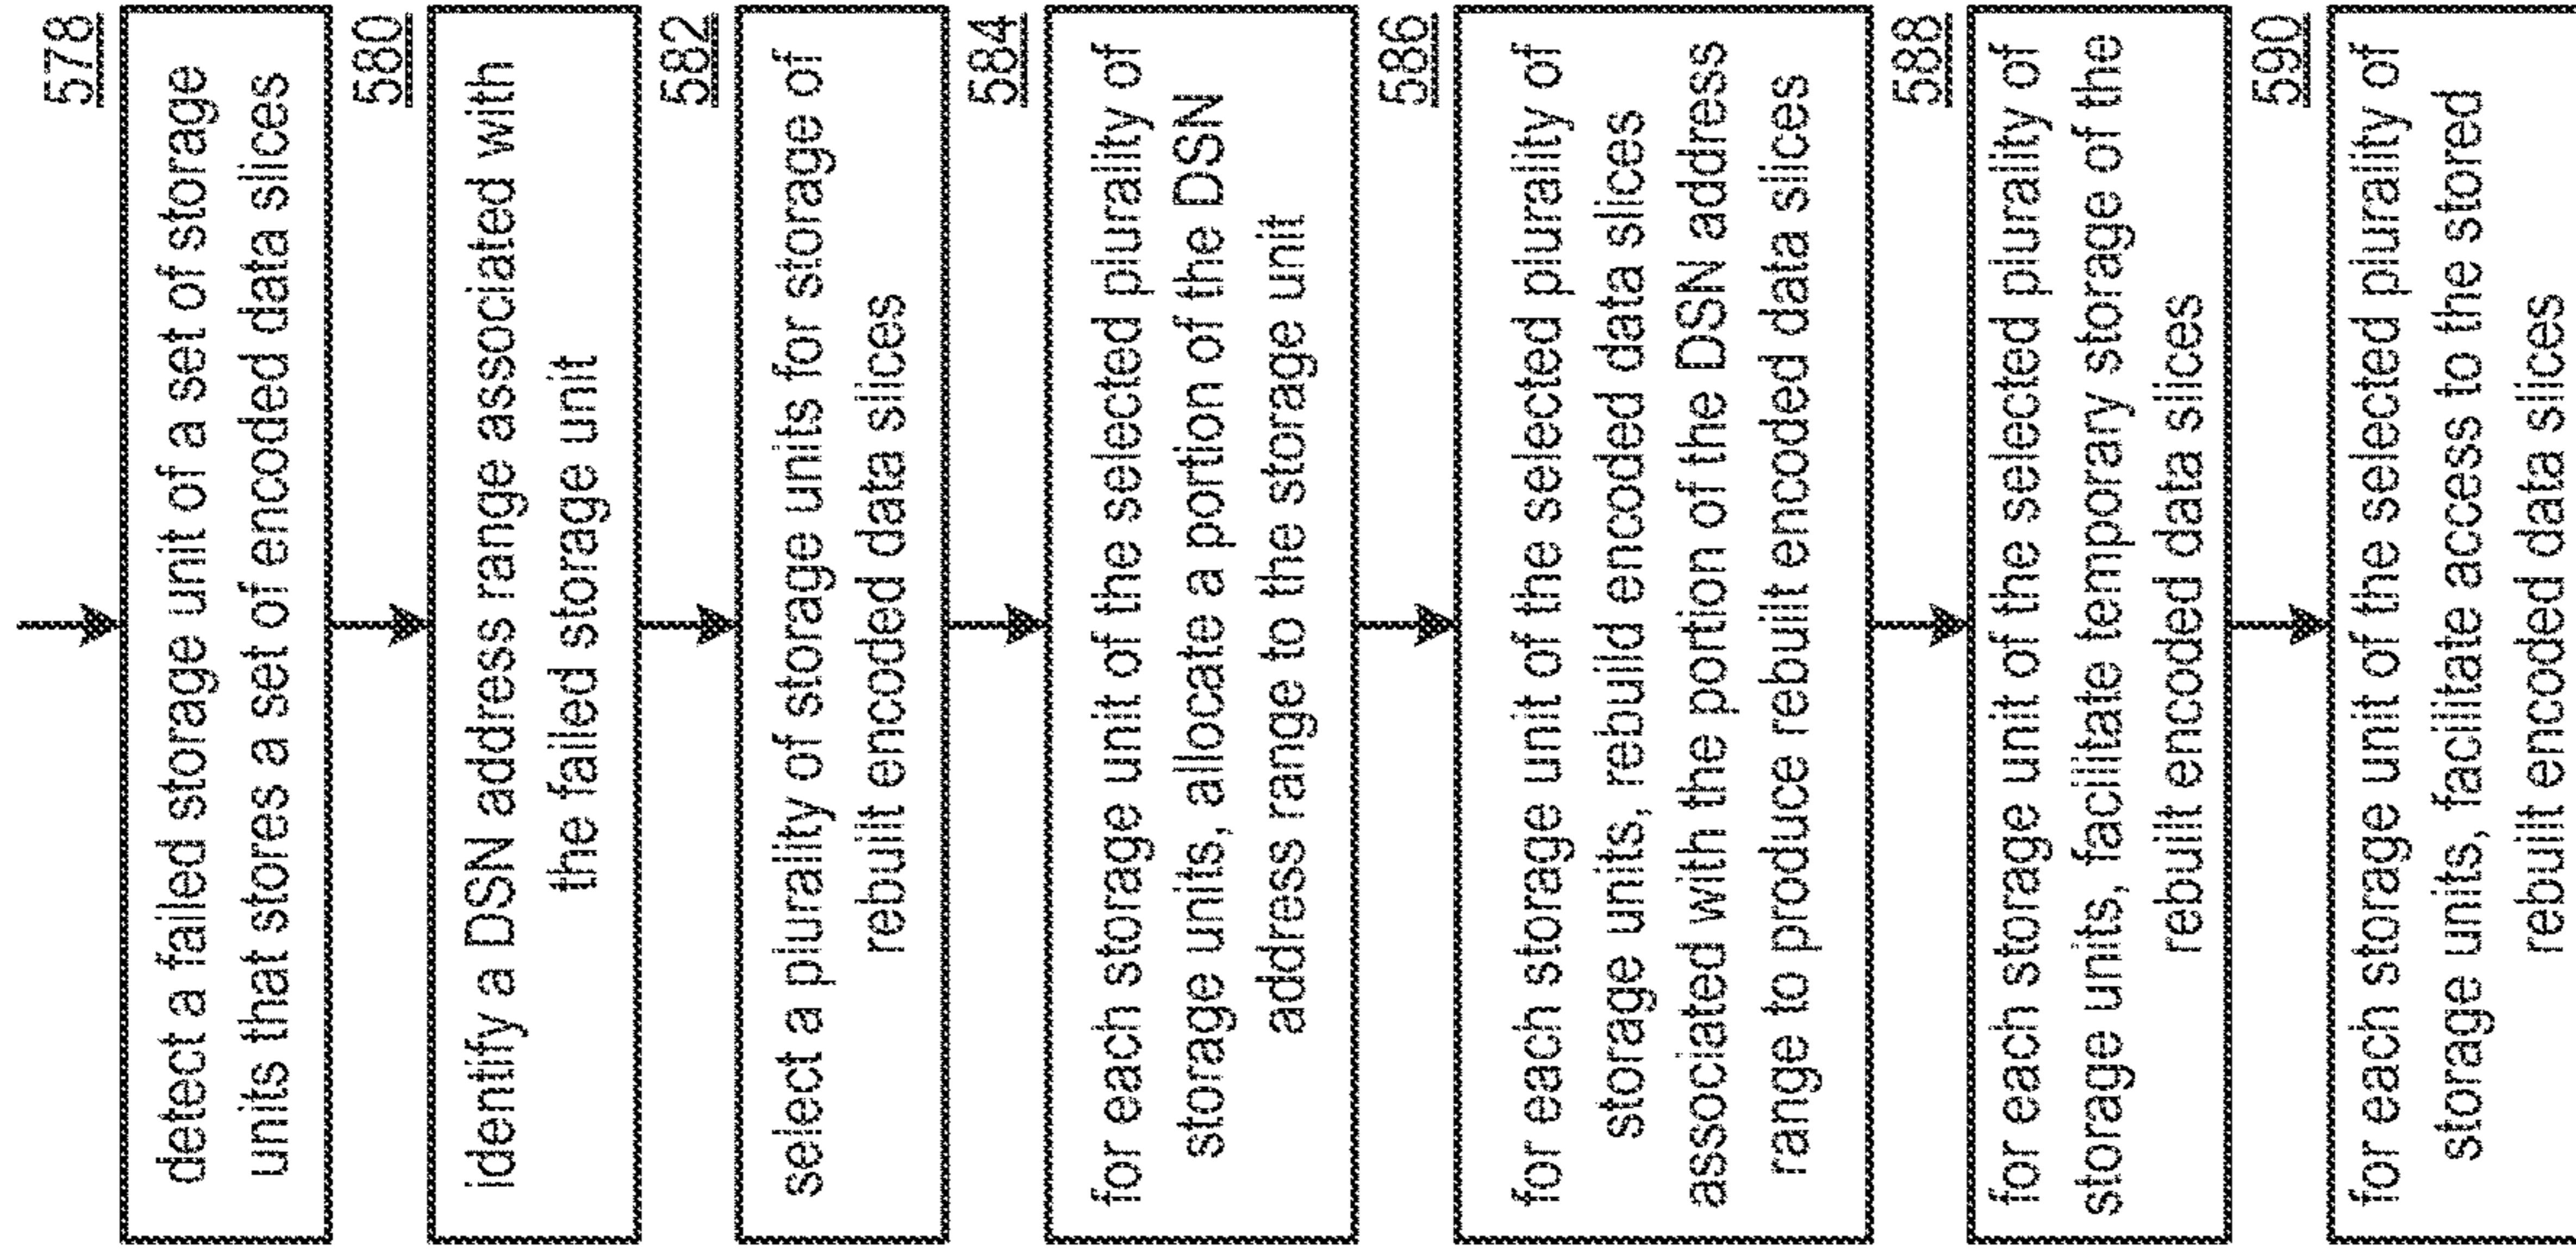 578
detect a failed storage unit of a set of storage
units that stores a set of encoded data slices
580
identify a DSN address range associated with
the failed storage unit
582
select a plurality of storage units for storage of
rebuilt encoded data slices
584
for each storage unit of the selected plurality of
storage units, allocate a portion of the DSN
address range to the storage unit
586
for each storage unit of the selected plurality of
storage units, rebuild encoded data slices
associated with the portion of the DSN address
range to produce rebuilt encoded data slices
588
for each storage unit of the selected plurality of
storage units, facilitate temporary storage of the
rebuilt encoded data slices
590
for each storage unit of the selected plurality of
storage units, facilitate access to the stored
rebuilt encoded data slices